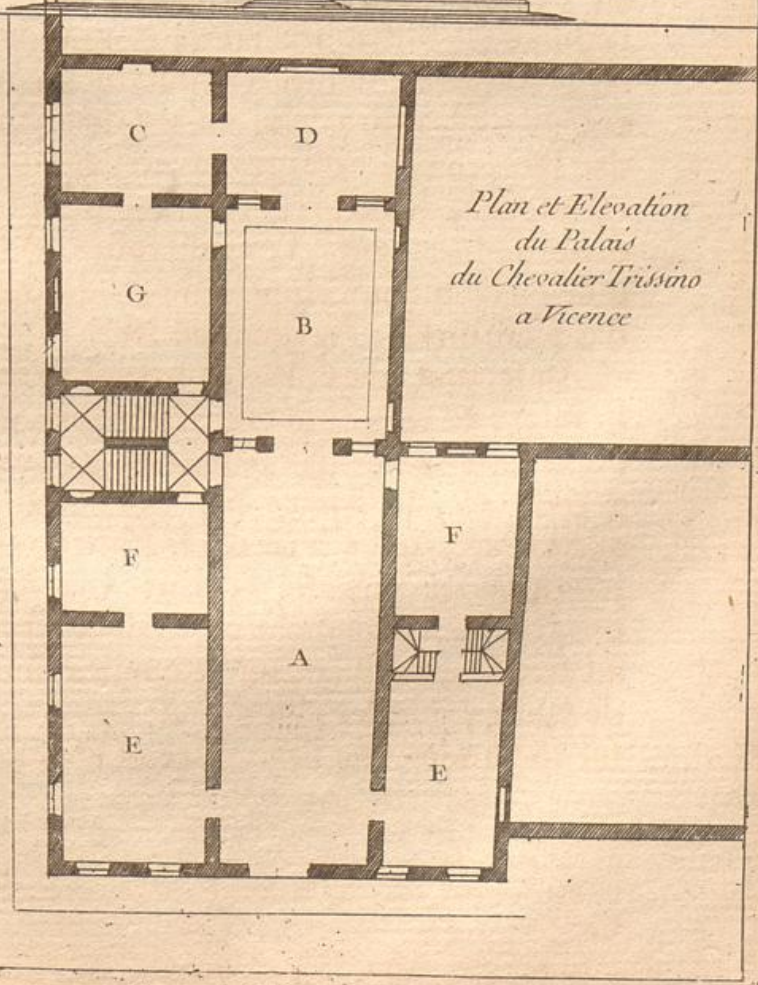 C
D
Plan et Elevation
du Palais
du Chevalier Trissino
a Vicence
G
B
F
F
A
E
E